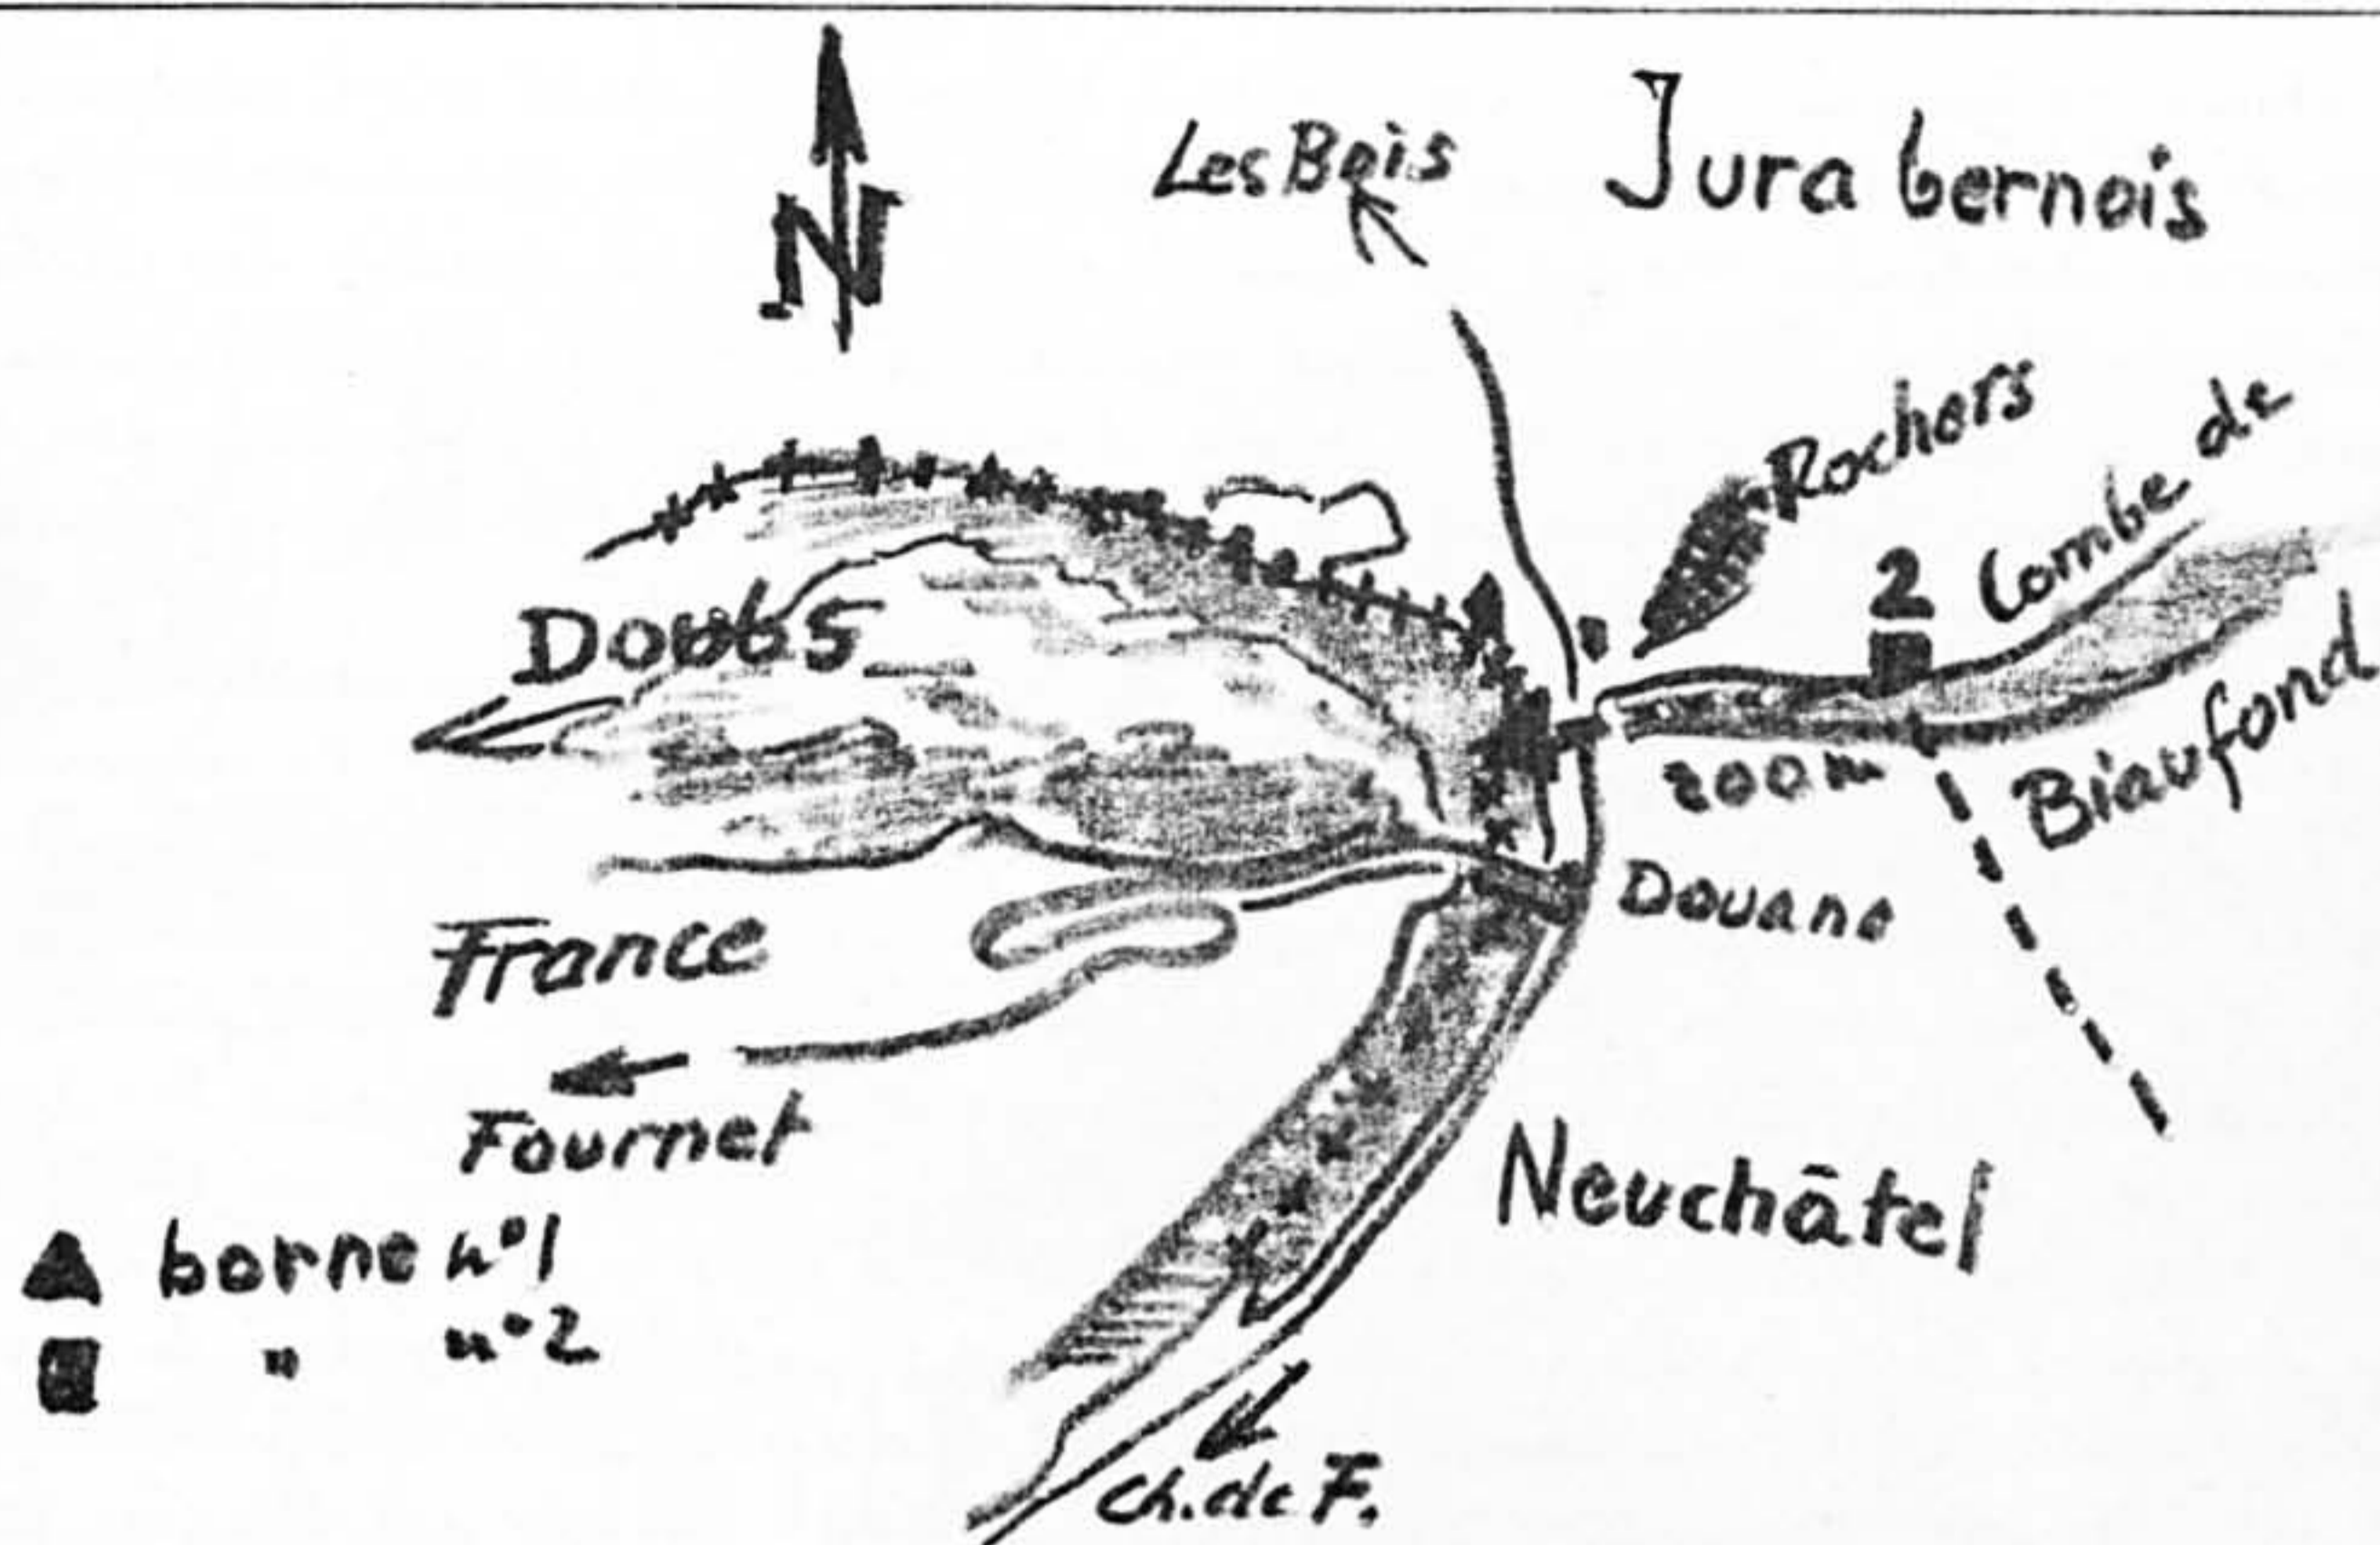 N
Les Bois
Jura bernois
Rochers
2
Combe de
Biaufond
200m
Doubs
Douane
France
Fournet
Neuchâtel
borne n°1
" n°2
Ch. de F.